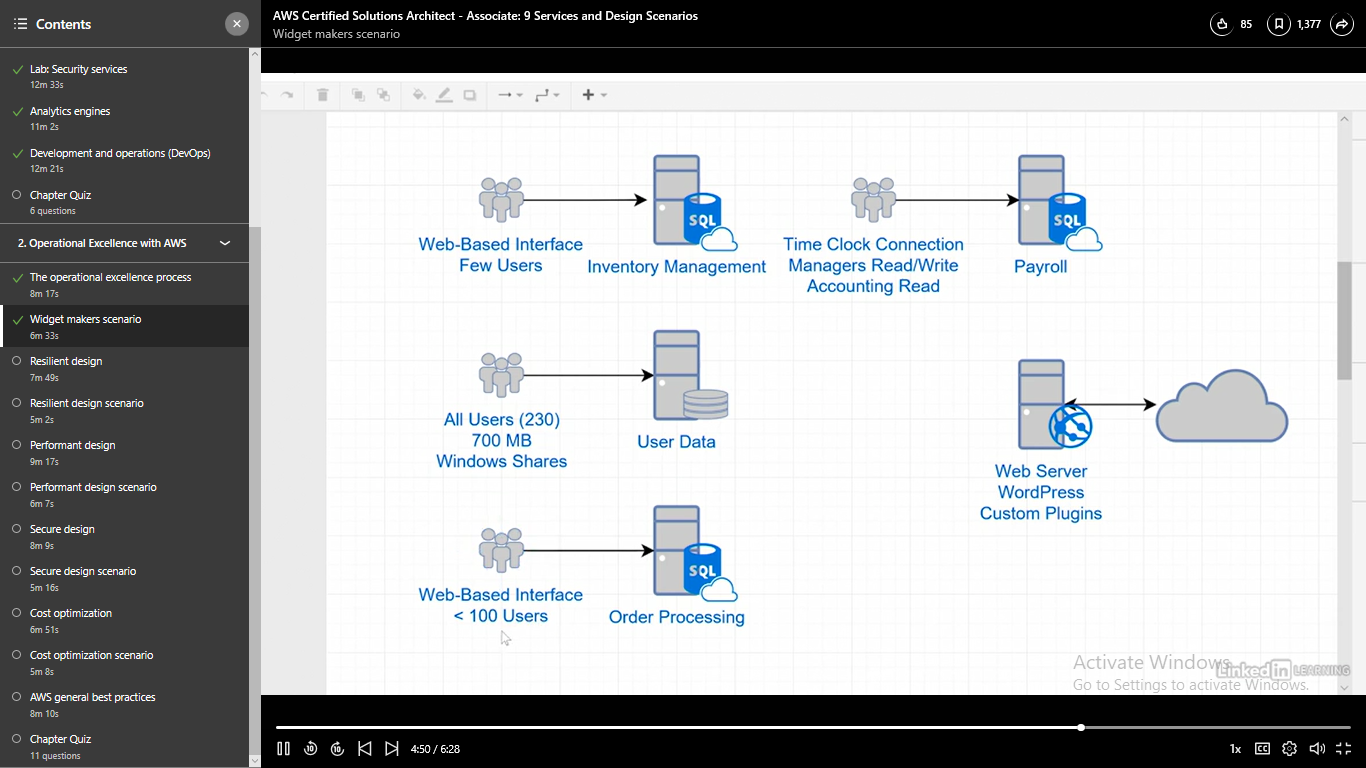 Contents
AWS Certified Solutions Architect - Associate: 9 Services and Design Scenarios
Widget makers scenario
85
1,377
Lab: Security services
12m 33s
Analytics engines
11m 2s
Development and operations (DevOps)
12m 21s
Chapter Quiz
6 questions
2. Operational Excellence with AWS
The operational excellence process
8m 17s
Widget makers scenario
6m 33s
Resilient design
7m 49s
Resilient design scenario
5m 2s
Performant design
9m 17s
Performant design scenario
6m 7s
Secure design
8m 9s
Secure design scenario
5m 16s
Cost optimization
6m 51s
Cost optimization scenario
5m 8s
AWS general best practices
8m 10s
Chapter Quiz
11 questions
SQL
Web-Based Interface
Few Users
Inventory Management
SQL
Time Clock Connection
Managers Read/Write
Accounting Read
Payroll
All Users (230)
700 MB
Windows Shares
User Data
Web Server
WordPress
Custom Plugins
SQL
Web-Based Interface
< 100 Users
Order Processing
Activate Windows
Go to Settings to activate Windows.
Linked in LEARNING
4:50 / 6:28
1x
CC